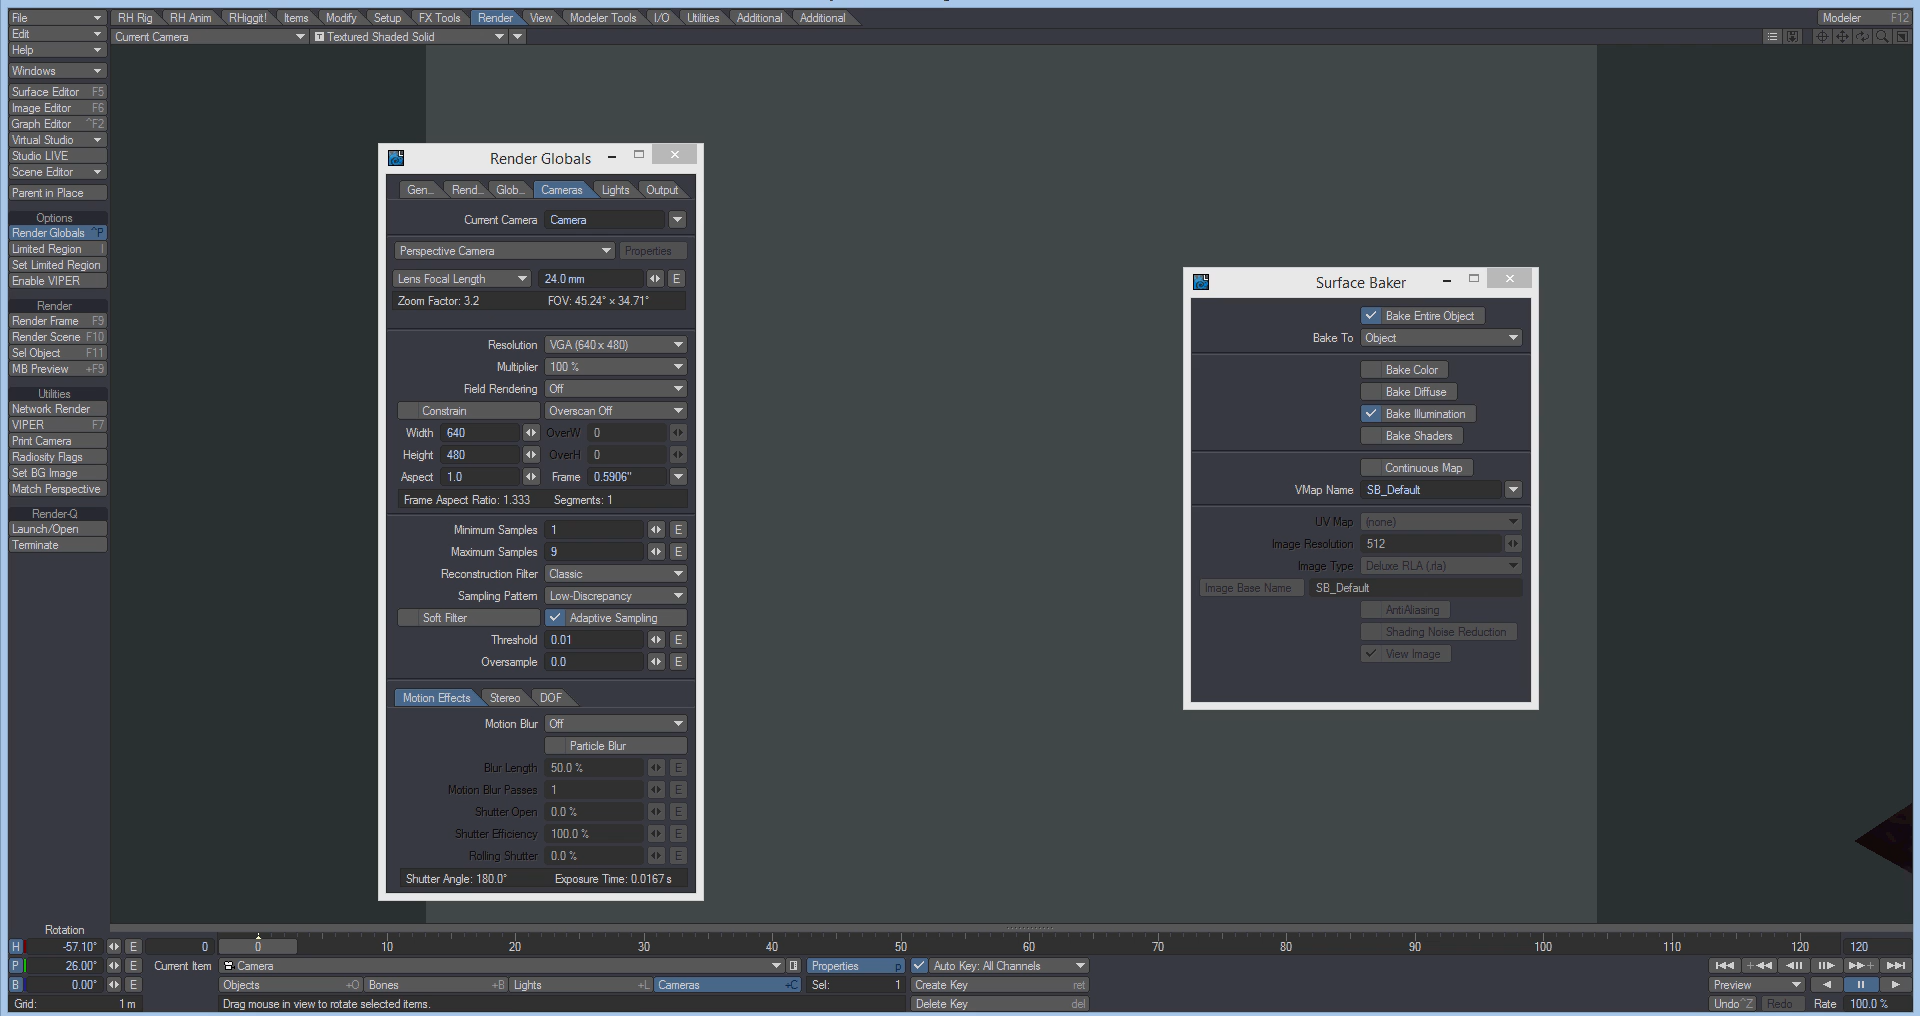 File RH Rig RH Anim RHiggit! Items Modify Setup FX Tools Render View Modeler Tools I/O Utilities Additional Additional Modeler F12
Edit Current Camera T Textured Shaded Solid
Help
Windows
Surface Editor F5
Image Editor F6
Graph Editor ^F2
Virtual Studio
Studio LIVE
Scene Editor
Parent in Place
Options
Render Globals ^P
Limited Region l
Set Limited Region
Enable VIPER
Render
Render Frame F9
Render Scene F10
Sel Object F11
MB Preview +F9
Utilities
Network Render
VIPER F7
Print Camera
Radiosity Flags
Set BG Image
Match Perspective
Render-Q
Launch/Open
Terminate
Render Globals
Gen... Rend... Glob... Cameras Lights Output
Current Camera Camera
Perspective Camera Properties
Lens Focal Length 24.0 mm E
Zoom Factor: 3.2 FOV: 45.24° × 34.71°
Resolution VGA (640 x 480)
Multiplier 100 %
Field Rendering Off
Constrain Overscan Off
Width 640 OverW 0
Height 480 OverH 0
Aspect 1.0 Frame 0.5906"
Frame Aspect Ratio: 1.333 Segments: 1
Minimum Samples 1 E
Maximum Samples 9 E
Reconstruction Filter Classic
Sampling Pattern Low-Discrepancy
Soft Filter Adaptive Sampling
Threshold 0.01 E
Oversample 0.0 E
Motion Effects Stereo DOF
Motion Blur Off
Particle Blur
Blur Length 50.0 % E
Motion Blur Passes 1 E
Shutter Open 0.0 % E
Shutter Efficiency 100.0 % E
Rolling Shutter 0.0 % E
Shutter Angle: 180.0° Exposure Time: 0.0167 s
Surface Baker
Bake Entire Object
Bake To Object
Bake Color
Bake Diffuse
Bake Illumination
Bake Shaders
Continuous Map
VMap Name SB_Default
UV Map (none)
Image Resolution 512
Image Type Deluxe RLA (.rla)
Image Base Name SB_Default
AntiAliasing
Shading Noise Reduction
View Image
Rotation
H -57.10° E 0 0 10 20 30 40 50 60 70 80 90 100 110 120 120
P 26.00° E Current Item Camera Properties p Auto Key: All Channels
B 0.00° E Objects +O Bones +B Lights +L Cameras +C Sel: 1 Create Key ret Preview
Grid: 1 m Drag mouse in view to rotate selected items. Delete Key del Undo ^Z Redo Rate 100.0 %